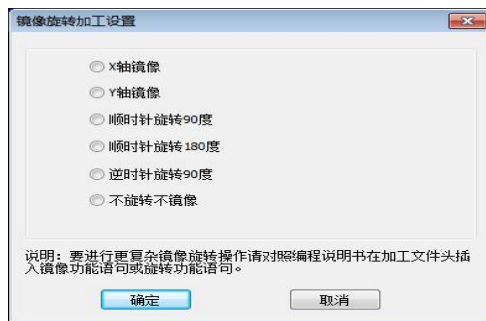 镜像旋转加工设置
X轴镜像
Y轴镜像
顺时针旋转90度
顺时针旋转180度
逆时针旋转90度
不旋转不镜像
说明：要进行更复杂镜像旋转操作请对照编程说明书在加工文件头插
入镜像功能语句或旋转功能语句。
确定
取消